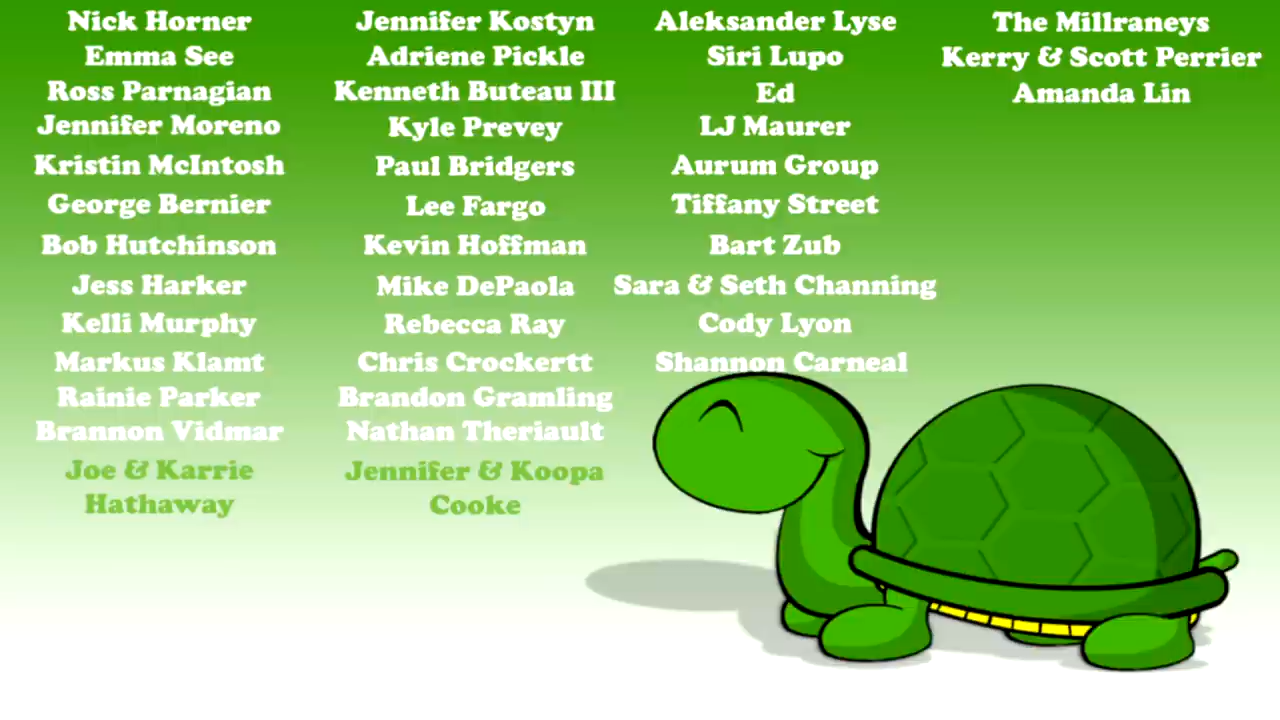 Nick Horner
Emma See
Ross Parnagian
Jennifer Moreno
Kristin McIntosh
George Bernier
Bob Hutchinson
Jess Harker
Kelli Murphy
Markus Klamt
Rainie Parker
Brannon Vidmar
Joe & Karrie
Hathaway
Jennifer Kostyn
Adriene Pickle
Kenneth Buteau III
Kyle Prevey
Paul Bridgers
Lee Fargo
Kevin Hoffman
Mike DePaola
Rebecca Ray
Chris Crockertt
Brandon Gramling
Nathan Theriault
Jennifer & Koopa
Cooke
Aleksander Lyse
Siri Lupo
Ed
LJ Maurer
Aurum Group
Tiffany Street
Bart Zub
Sara & Seth Channing
Cody Lyon
Shannon Carneal
The Millraneys
Kerry & Scott Perrier
Amanda Lin